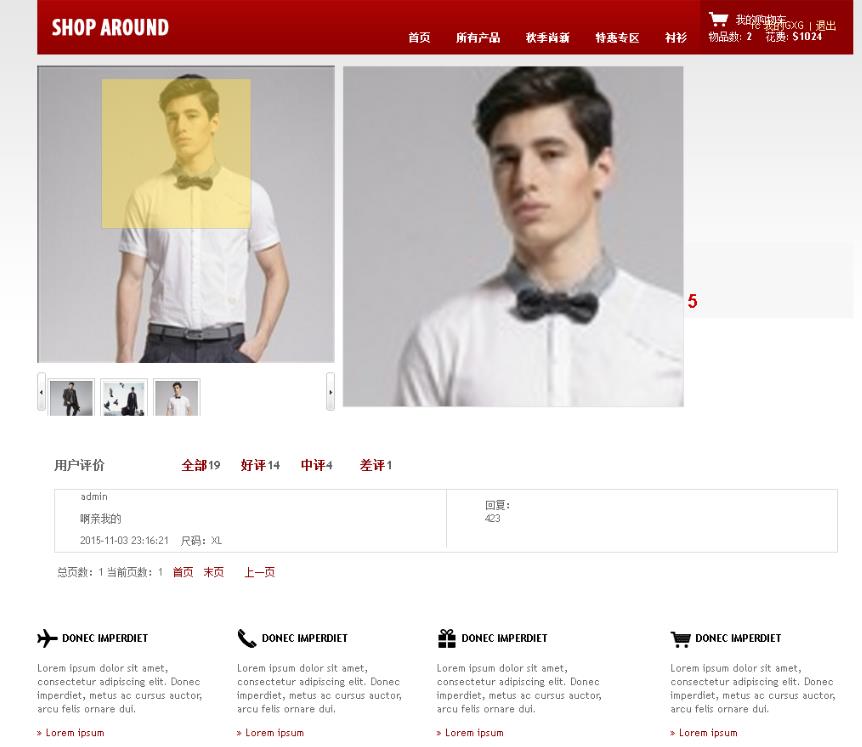 SHOP AROUND
首页 所有产品 秋季尚新 特惠专区 衬衫
我的购物车
我的GXG | 退出
物品数: 2 花费: $1024
5
用户评价 全部19 好评14 中评4 差评1
admin
啊亲我的
2015-11-03 23:16:21 尺码: XL
回复:
423
总页数: 1 当前页数: 1 首页 末页 上一页
DONEC IMPERDIET
Lorem ipsum dolor sit amet,
consectetur adipiscing elit. Donec
imperdiet, metus ac cursus auctor,
arcu felis ornare dui.
» Lorem ipsum
DONEC IMPERDIET
Lorem ipsum dolor sit amet,
consectetur adipiscing elit. Donec
imperdiet, metus ac cursus auctor,
arcu felis ornare dui.
» Lorem ipsum
DONEC IMPERDIET
Lorem ipsum dolor sit amet,
consectetur adipiscing elit. Donec
imperdiet, metus ac cursus auctor,
arcu felis ornare dui.
» Lorem ipsum
DONEC IMPERDIET
Lorem ipsum dolor sit amet,
consectetur adipiscing elit. Donec
imperdiet, metus ac cursus auctor,
arcu felis ornare dui.
» Lorem ipsum